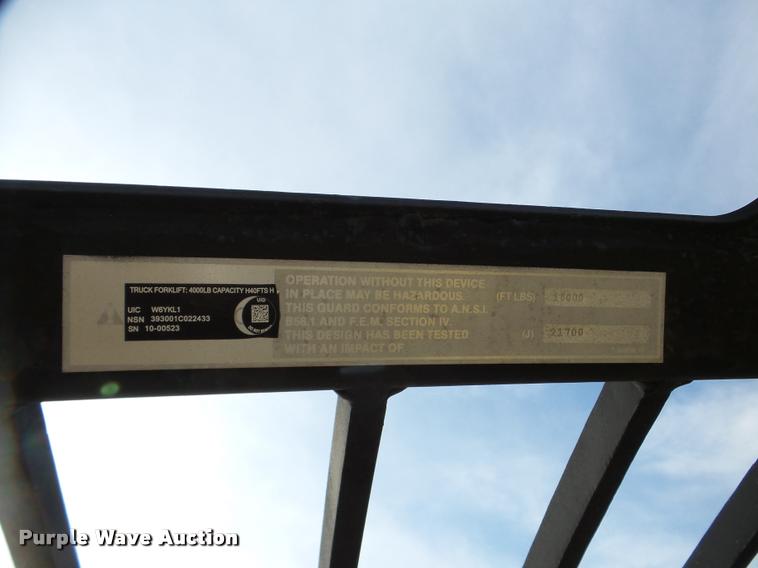 TRUCK FORKLIFT: 4000LB CAPACITY H40FTS H
UID
UIC W6YKL1
NSN 393001C022433
SN 10-00523
OPERATION WITHOUT THIS DEVICE
IN PLACE MAY BE HAZARDOUS.
THIS GUARD CONFORMS TO A.N.S.I.
B56.1 AND F.E.M. SECTION IV.
THIS DESIGN HAS BEEN TESTED
WITH AN IMPACT OF
(FT LBS) 16000
(J) 21700
Purple Wave Auction